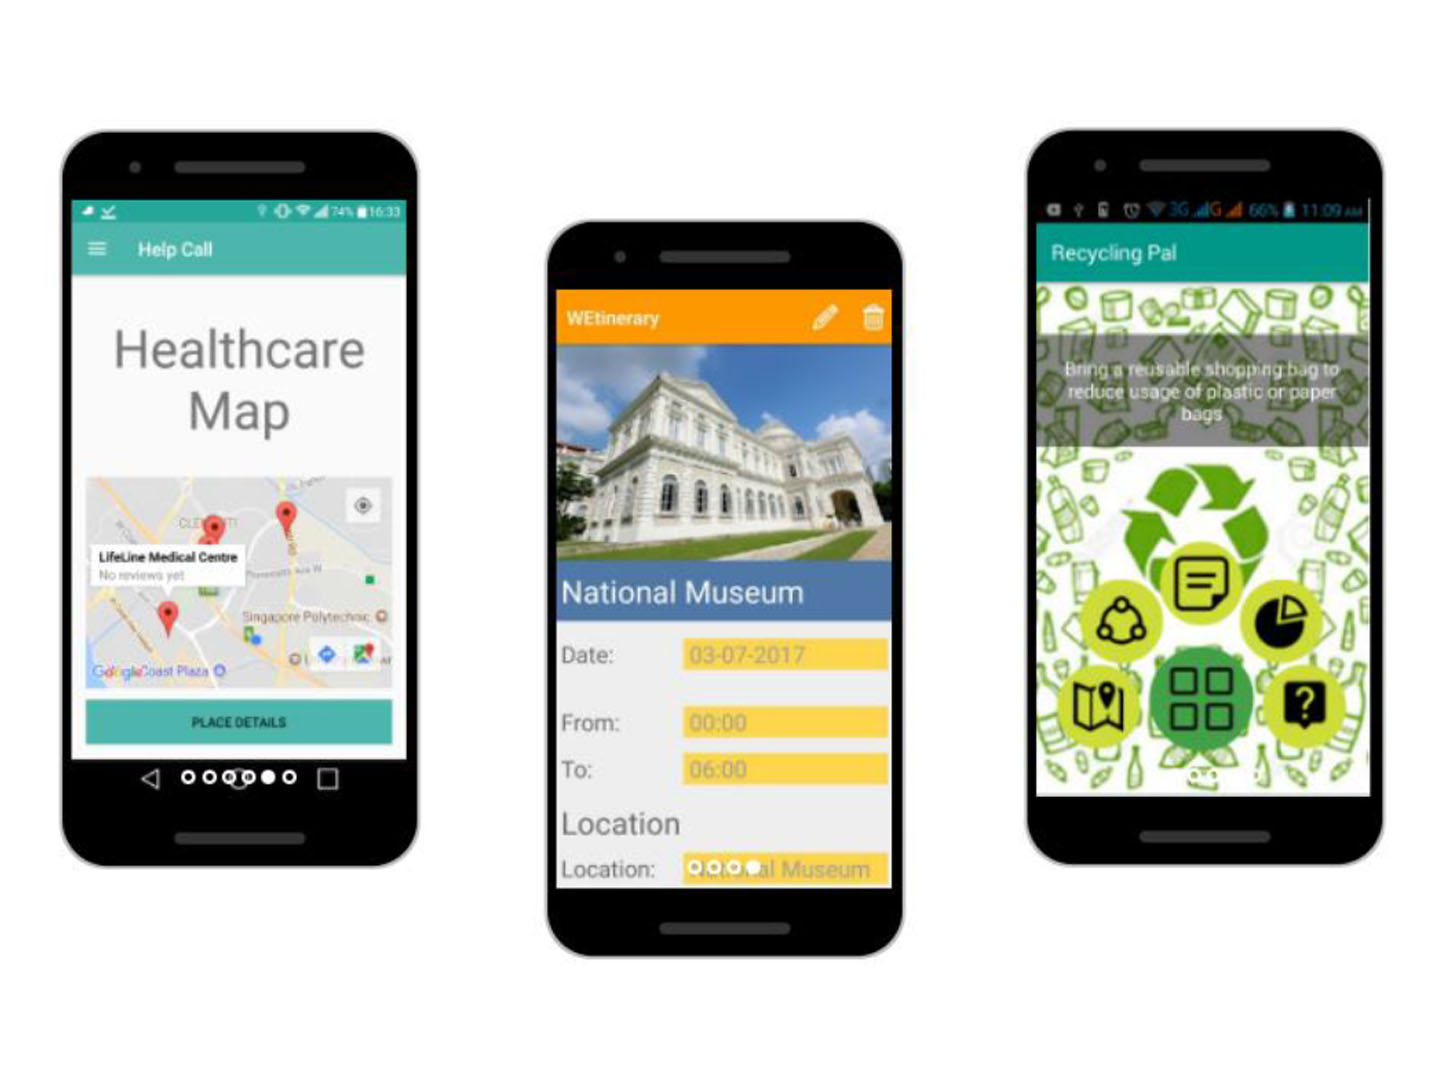 74% 16:33
Help Call
Healthcare
Map
CLEMENTI
LifeLine Medical Centre
No reviews yet
Singapore Polytechnic
Google Coast Plaza
PLACE DETAILS
WEtinerary
National Museum
Date: 03-07-2017
From: 00:00
To: 06:00
Location
Location: National Museum
3G G 66% 11:09 AM
Recycling Pal
Bring a reusable shopping bag to
reduce usage of plastic or paper
bags
?